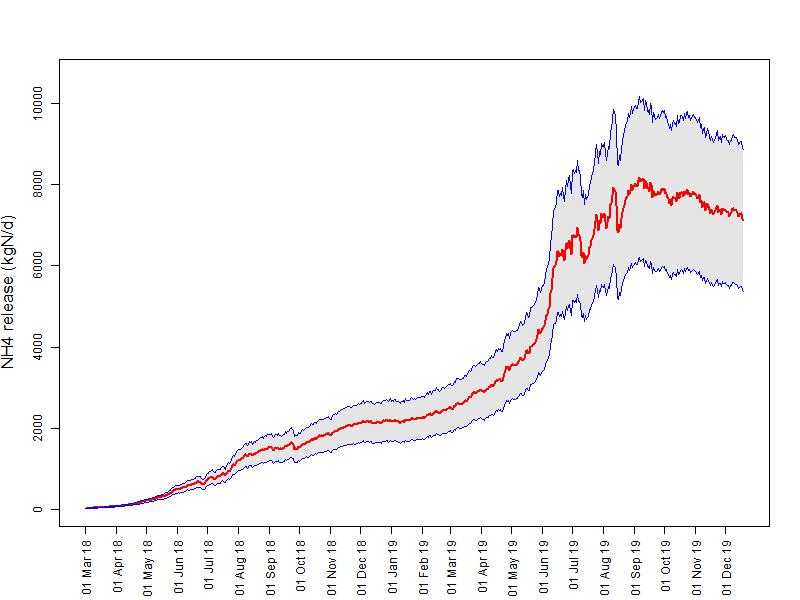 NH4 release (kgN/d)
10000
8000
6000
4000
2000
0
01 Mar 18
01 Apr 18
01 May 18
01 Jun 18
01 Jul 18
01 Aug 18
01 Sep 18
01 Oct 18
01 Nov 18
01 Dec 18
01 Jan 19
01 Feb 19
01 Mar 19
01 Apr 19
01 May 19
01 Jun 19
01 Jul 19
01 Aug 19
01 Sep 19
01 Oct 19
01 Nov 19
01 Dec 19